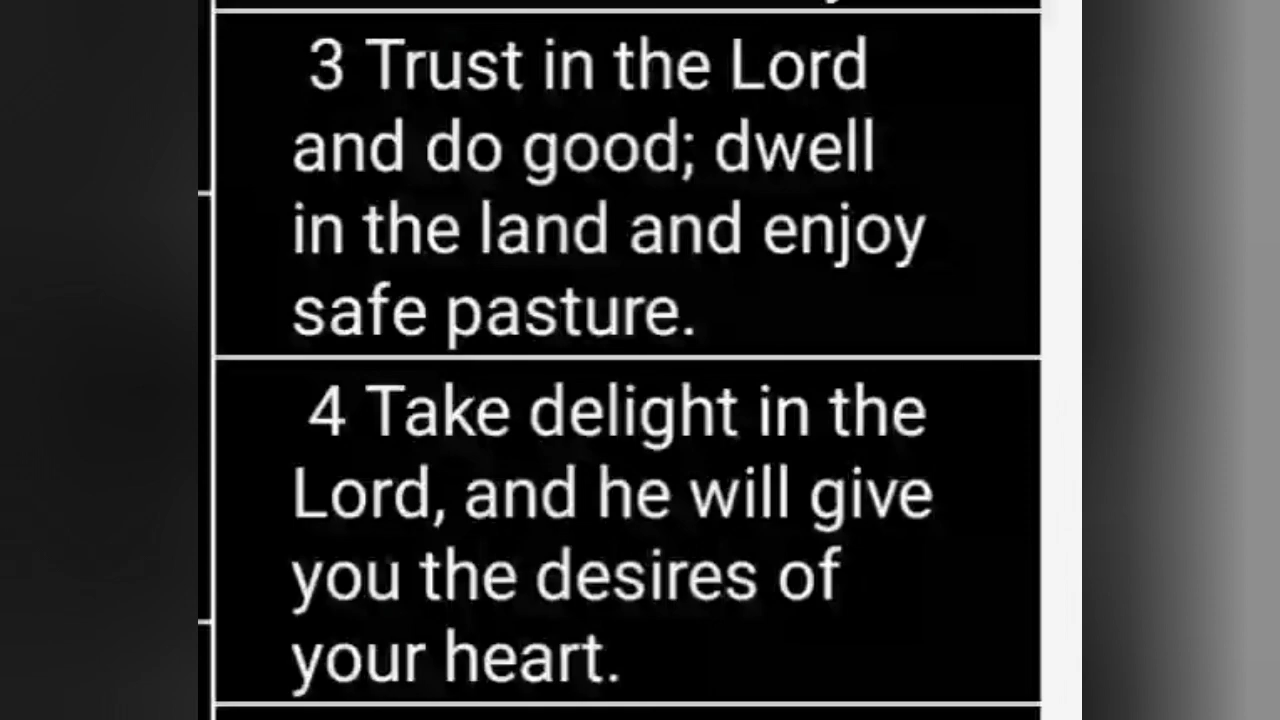 3 Trust in the Lord
and do good; dwell
in the land and enjoy
safe pasture.
4 Take delight in the
Lord, and he will give
you the desires of
your heart.